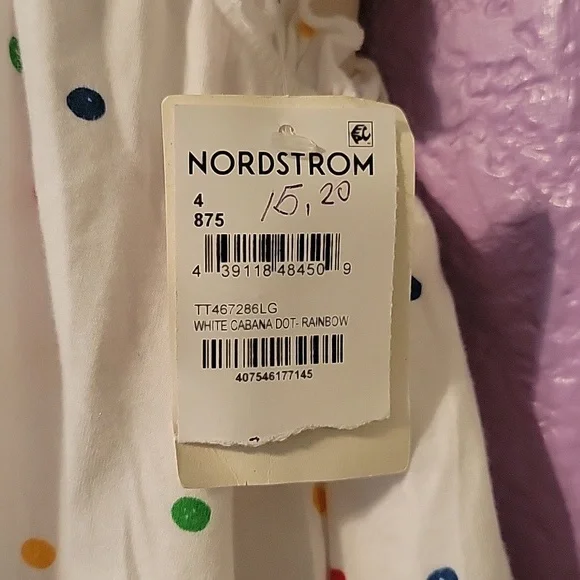 NORDSTROM
4
875
15.20
4 39118 48450 9
TT467286LG
WHITE CABANA DOT- RAINBOW
407546177145